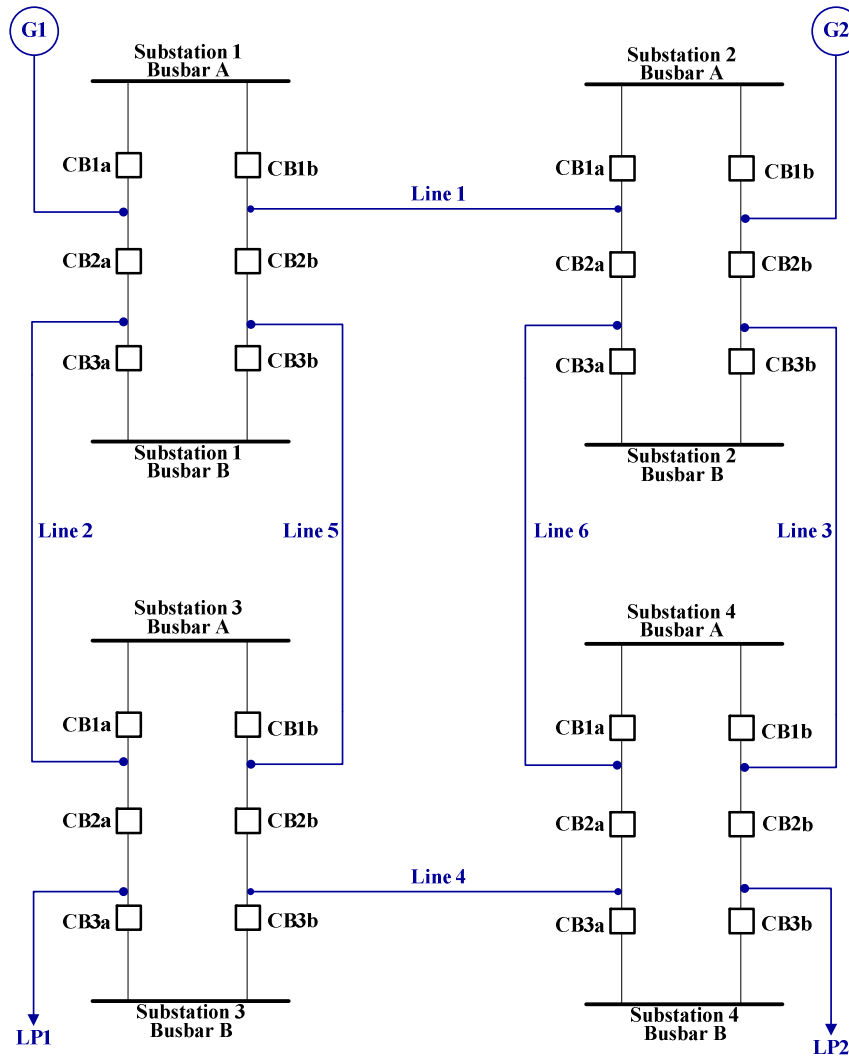 G1
G2
Substation 1
Busbar A
Substation 2
Busbar A
CB1a
CB1b
CB1a
CB1b
Line 1
CB2a
CB2b
CB2a
CB2b
CB3a
CB3b
CB3a
CB3b
Substation 1
Busbar B
Substation 2
Busbar B
Line 2
Line 5
Line 6
Line 3
Substation 3
Busbar A
Substation 4
Busbar A
CB1a
CB1b
CB1a
CB1b
CB2a
CB2b
CB2a
CB2b
Line 4
CB3a
CB3b
CB3a
CB3b
Substation 3
Busbar B
Substation 4
Busbar B
LP1
LP2